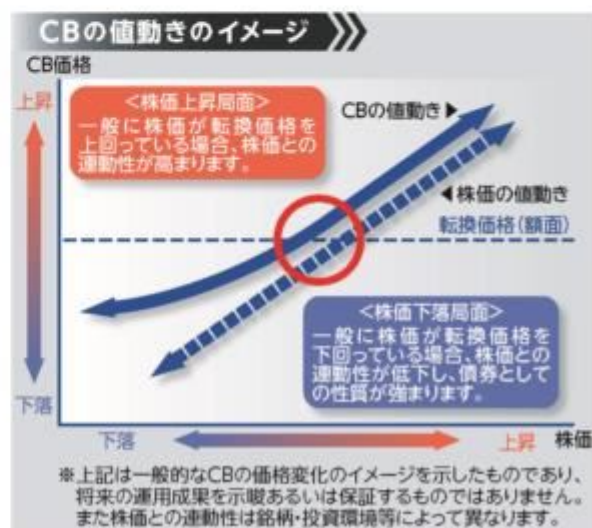 CBの値動きのイメージ
CB価格
上昇
<株価上昇局面>
一般に株価が転換価格を
上回っている場合、株価との
連動性が高まります。
CBの値動き▶
◀株価の値動き
転換価格(額面)
<株価下落局面>
一般に株価が転換価格を
下回っている場合、株価との
連動性が低下し、債券として
の性質が強まります。
下落
下落
上昇 株価
※上記は一般的なCBの価格変化のイメージを示したものであり、
将来の運用成果を示唆あるいは保証するものではありません。
また株価との連動性は銘柄・投資環境等によって異なります。